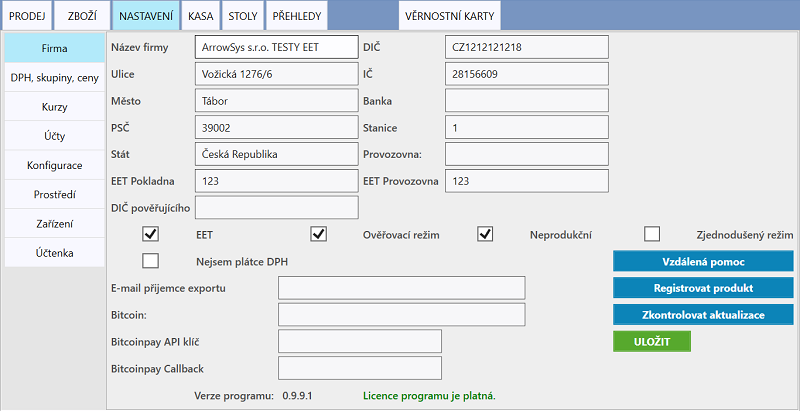 PRODEJ ZBOŽÍ NASTAVENÍ KASA STOLY PŘEHLEDY VĚRNOSTNÍ KARTY
Firma
DPH, skupiny, ceny
Kurzy
Účty
Konfigurace
Prostředí
Zařízení
Účtenka
Název firmy ArrowSys s.r.o. TESTY EET DIČ CZ1212121218
Ulice Vožická 1276/6 IČ 28156609
Město Tábor Banka
PSČ 39002 Stanice 1
Stát Česká Republika Provozovna:
EET Pokladna 123 EET Provozovna 123
DIČ pověřujícího
EET Ověřovací režim Neprodukční Zjednodušený režim
Nejsem plátce DPH Vzdálená pomoc
E-mail příjemce exportu Registrovat produkt
Bitcoin: Zkontrolovat aktualizace
Bitcoinpay API klíč ULOŽIT
Bitcoinpay Callback
Verze programu: 0.9.9.1 Licence programu je platná.